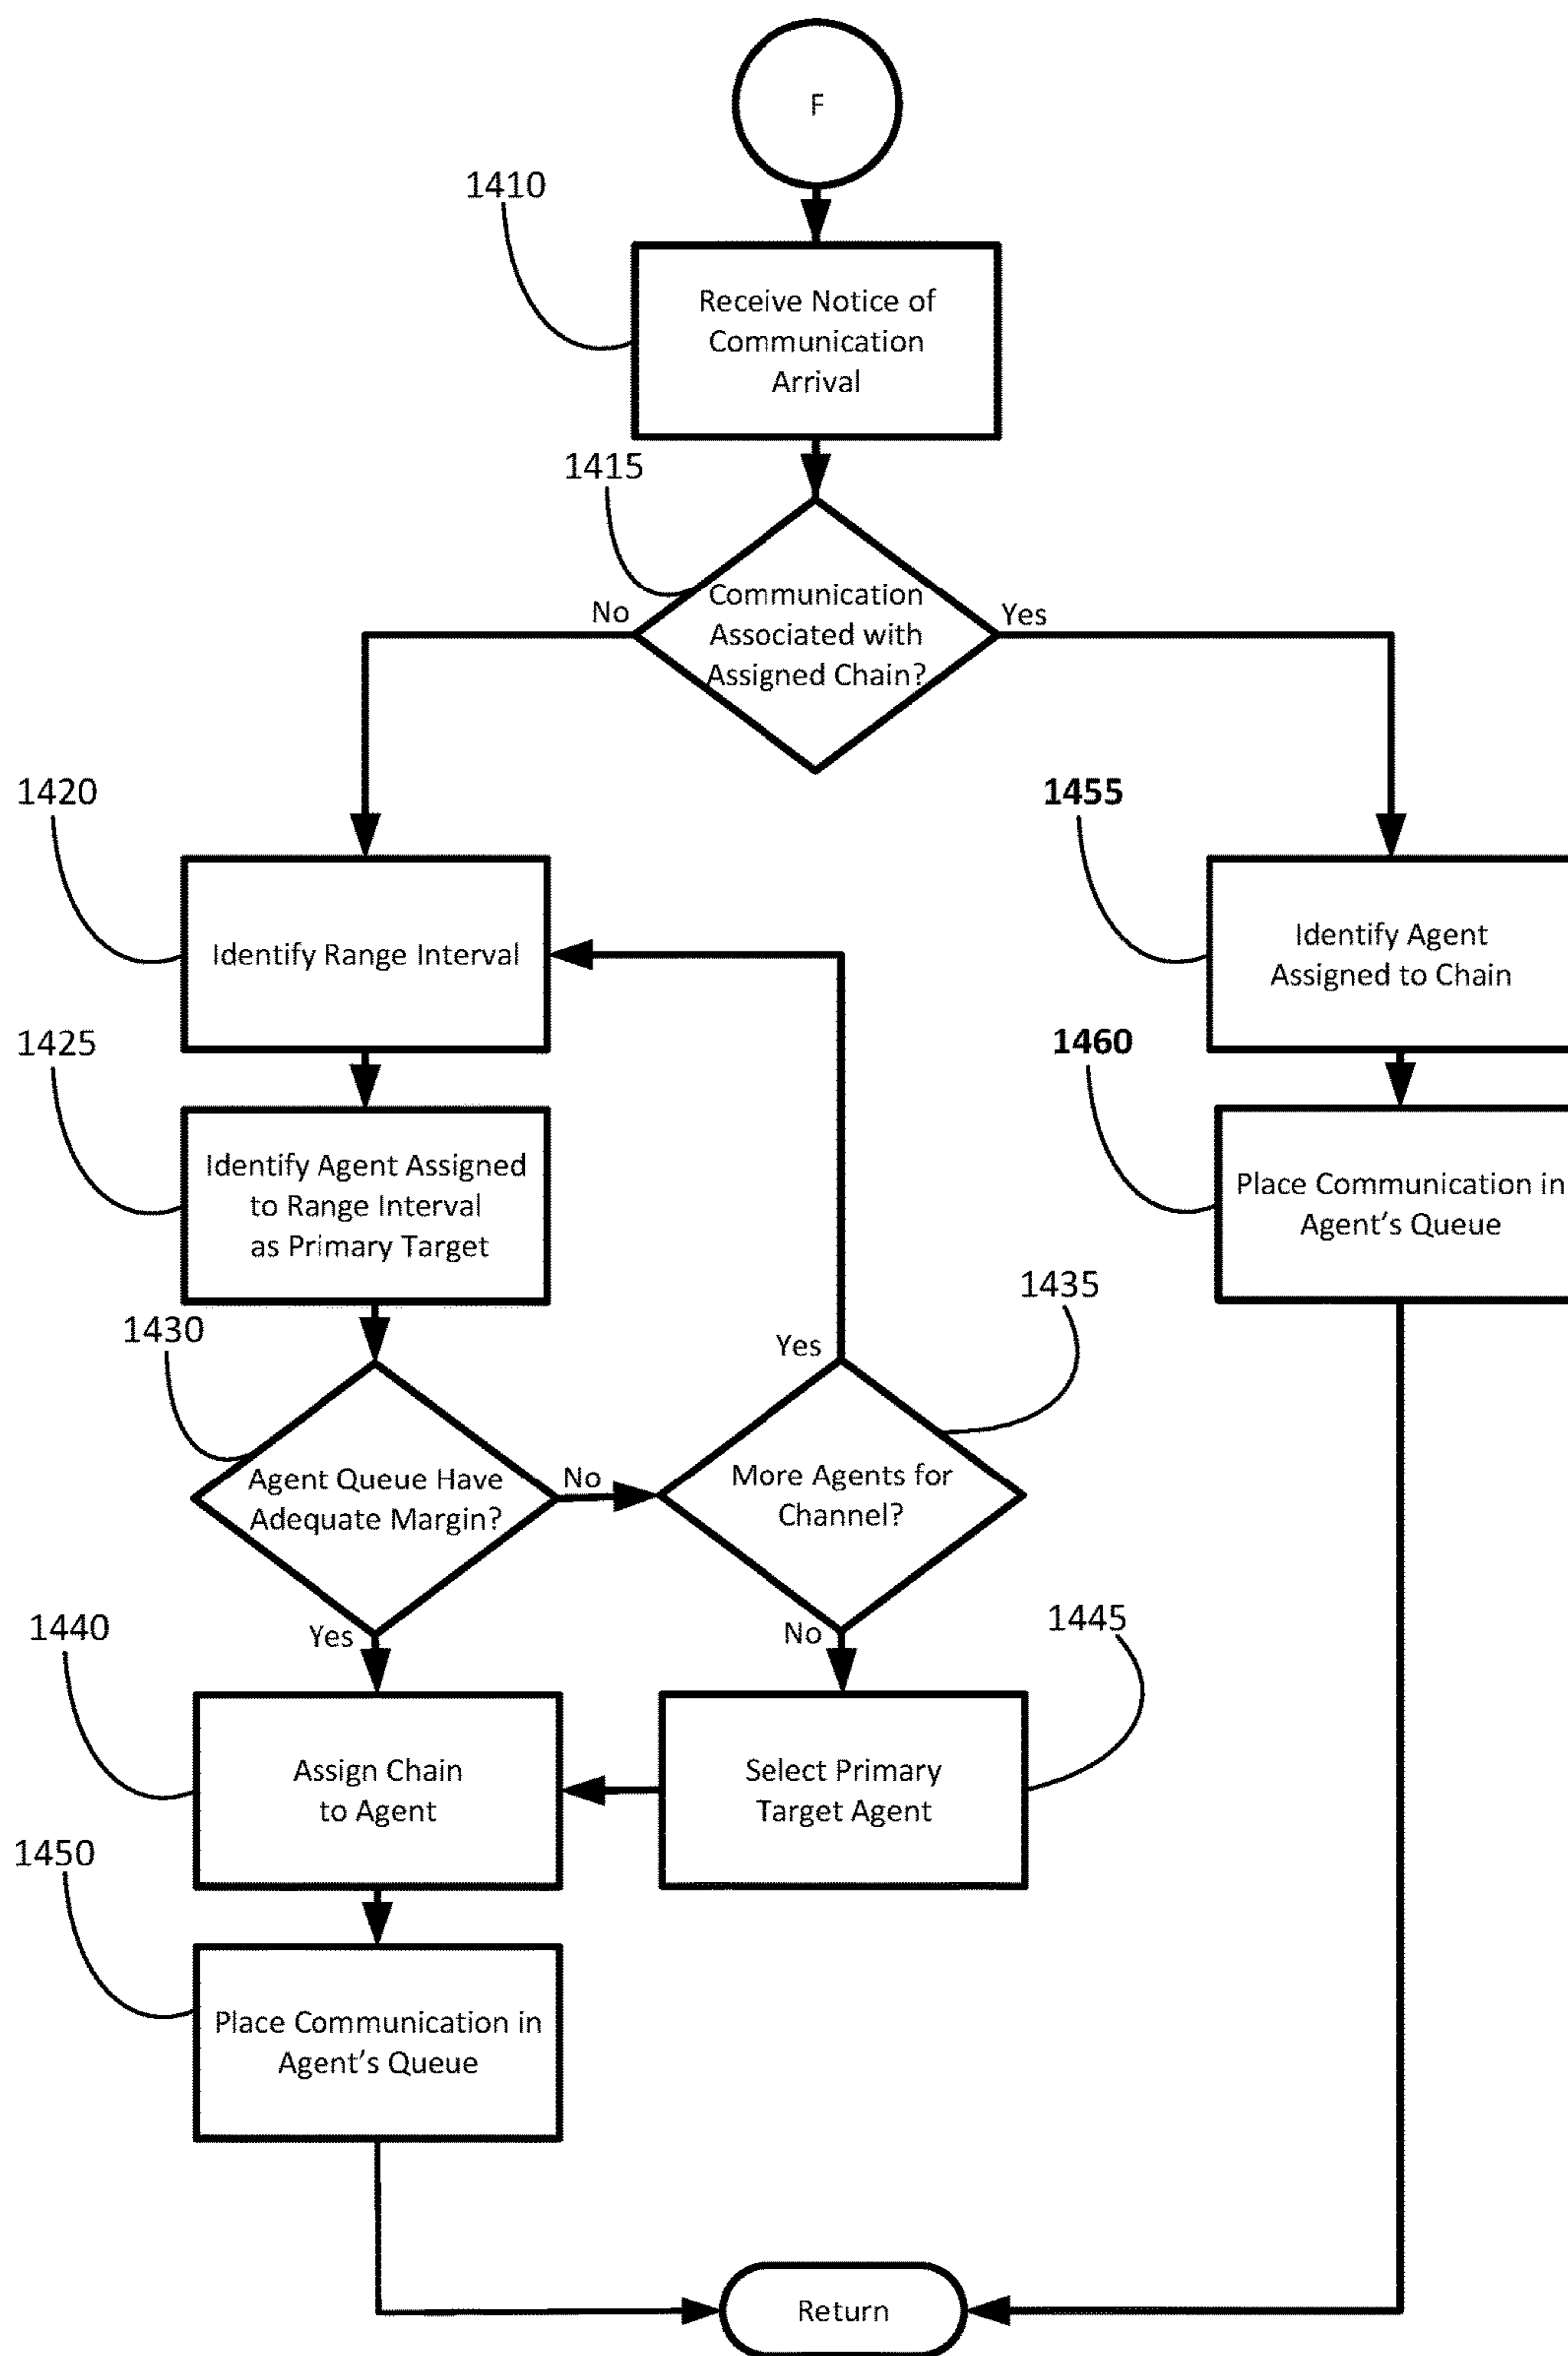 F
1410
Receive Notice of
Communication
Arrival
1415
Communication
Associated with
Assigned Chain?
No
Yes
1420
Identify Range Interval
1455
Identify Agent
Assigned to Chain
1425
Identify Agent Assigned
to Range Interval
as Primary Target
1460
Place Communication in
Agent's Queue
1430
Agent Queue Have
Adequate Margin?
No
Yes
1435
More Agents for
Channel?
Yes
No
1440
Assign Chain
to Agent
1445
Select Primary
Target Agent
1450
Place Communication in
Agent's Queue
Return